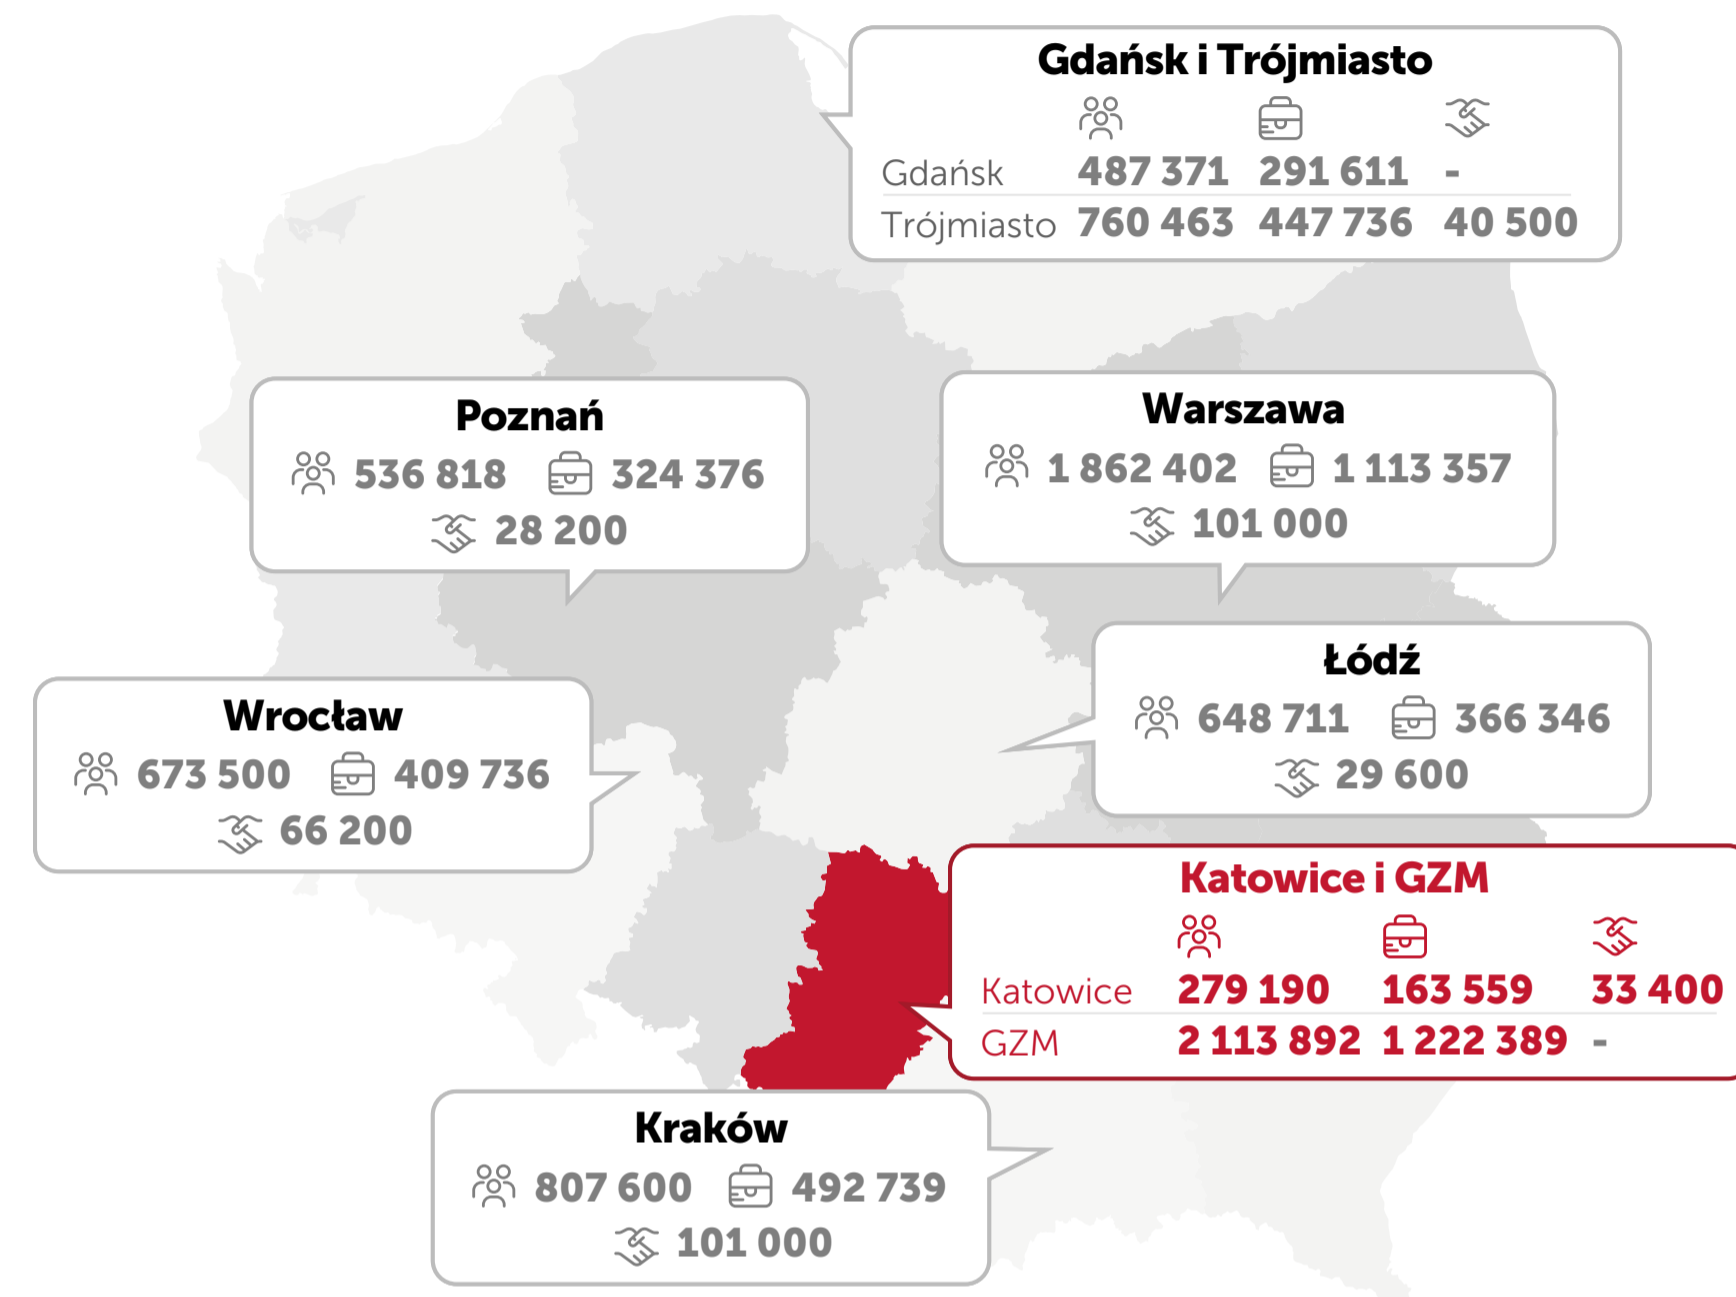 Gdańsk i Trójmiasto
Gdańsk 487 371 291 611 -
Trójmiasto 760 463 447 736 40 500
Poznań
536 818 324 376
28 200
Warszawa
1 862 402 1 113 357
101 000
Łódź
648 711 366 346
29 600
Wrocław
673 500 409 736
66 200
Katowice i GZM
Katowice 279 190 163 559 33 400
GZM 2 113 892 1 222 389 -
Kraków
807 600 492 739
101 000